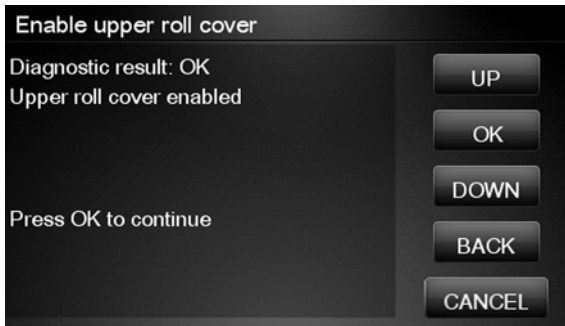 Enable upper roll cover
Diagnostic result: OK
Upper roll cover enabled
Press OK to continue
UP
OK
DOWN
BACK
CANCEL